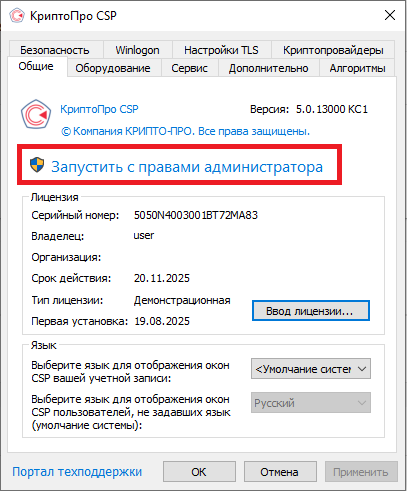 КриптоПро CSP
Безопасность Winlogon Настройки TLS Криптопровайдеры
Общие Оборудование Сервис Дополнительно Алгоритмы
КриптоПро CSP Версия: 5.0.13000 КС1
© Компания КРИПТО-ПРО. Все права защищены.
Запустить с правами администратора
Лицензия
Серийный номер: 5050N4003001BT72MA83
Владелец: user
Организация:
Срок действия: 20.11.2025
Тип лицензии: Демонстрационная
Ввод лицензии...
Первая установка: 19.08.2025
Язык
Выберите язык для отображения окон
CSP вашей учетной записи:
<Умолчание систем
Выберите язык для отображения окон
CSP пользователей, не задавших язык
(умолчание системы):
Русский
Портал техподдержки ОК Отмена Применить